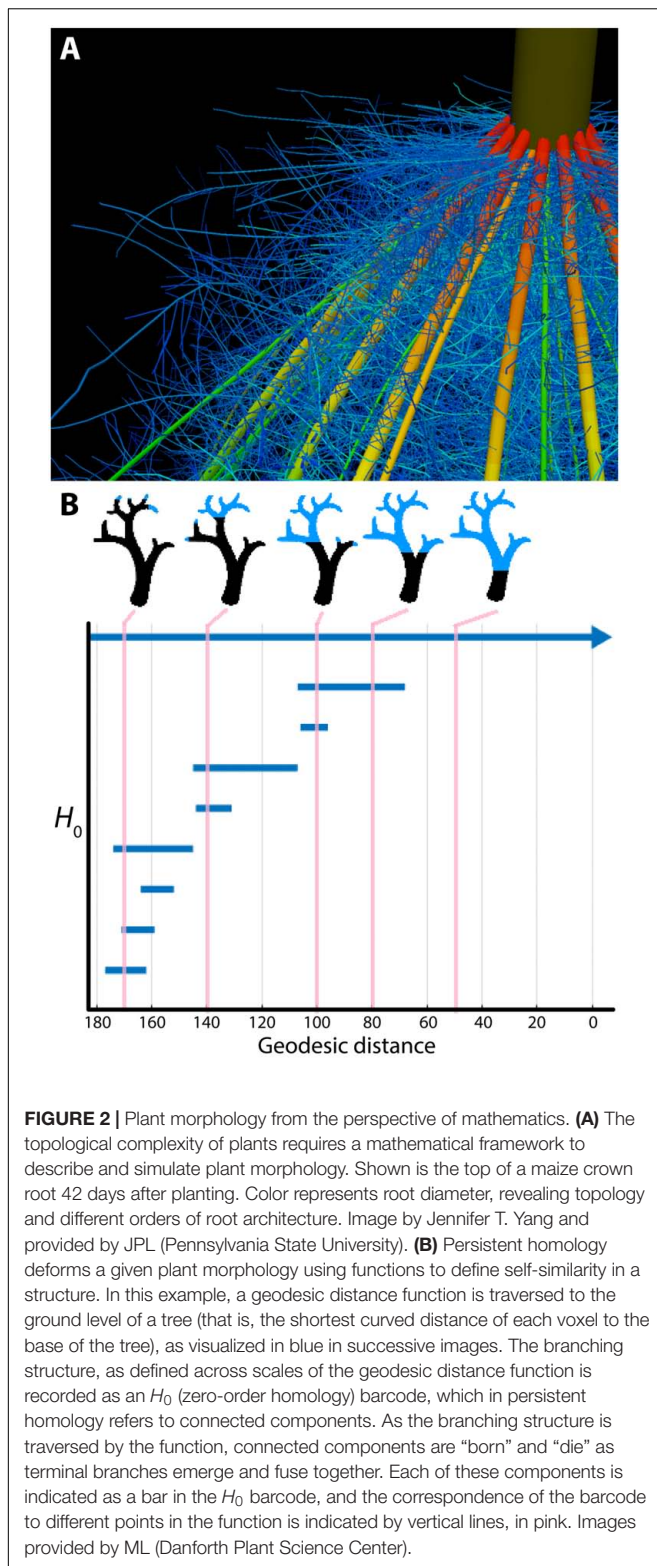 A
B
H0
180 160 140 120 100 80 60 40 20 0
Geodesic distance
FIGURE 2 | Plant morphology from the perspective of mathematics. (A) The
topological complexity of plants requires a mathematical framework to
describe and simulate plant morphology. Shown is the top of a maize crown
root 42 days after planting. Color represents root diameter, revealing topology
and different orders of root architecture. Image by Jennifer T. Yang and
provided by JPL (Pennsylvania State University). (B) Persistent homology
deforms a given plant morphology using functions to define self-similarity in a
structure. In this example, a geodesic distance function is traversed to the
ground level of a tree (that is, the shortest curved distance of each voxel to the
base of the tree), as visualized in blue in successive images. The branching
structure, as defined across scales of the geodesic distance function is
recorded as an H0 (zero-order homology) barcode, which in persistent
homology refers to connected components. As the branching structure is
traversed by the function, connected components are “born” and “die” as
terminal branches emerge and fuse together. Each of these components is
indicated as a bar in the H0 barcode, and the correspondence of the barcode
to different points in the function is indicated by vertical lines, in pink. Images
provided by ML (Danforth Plant Science Center).